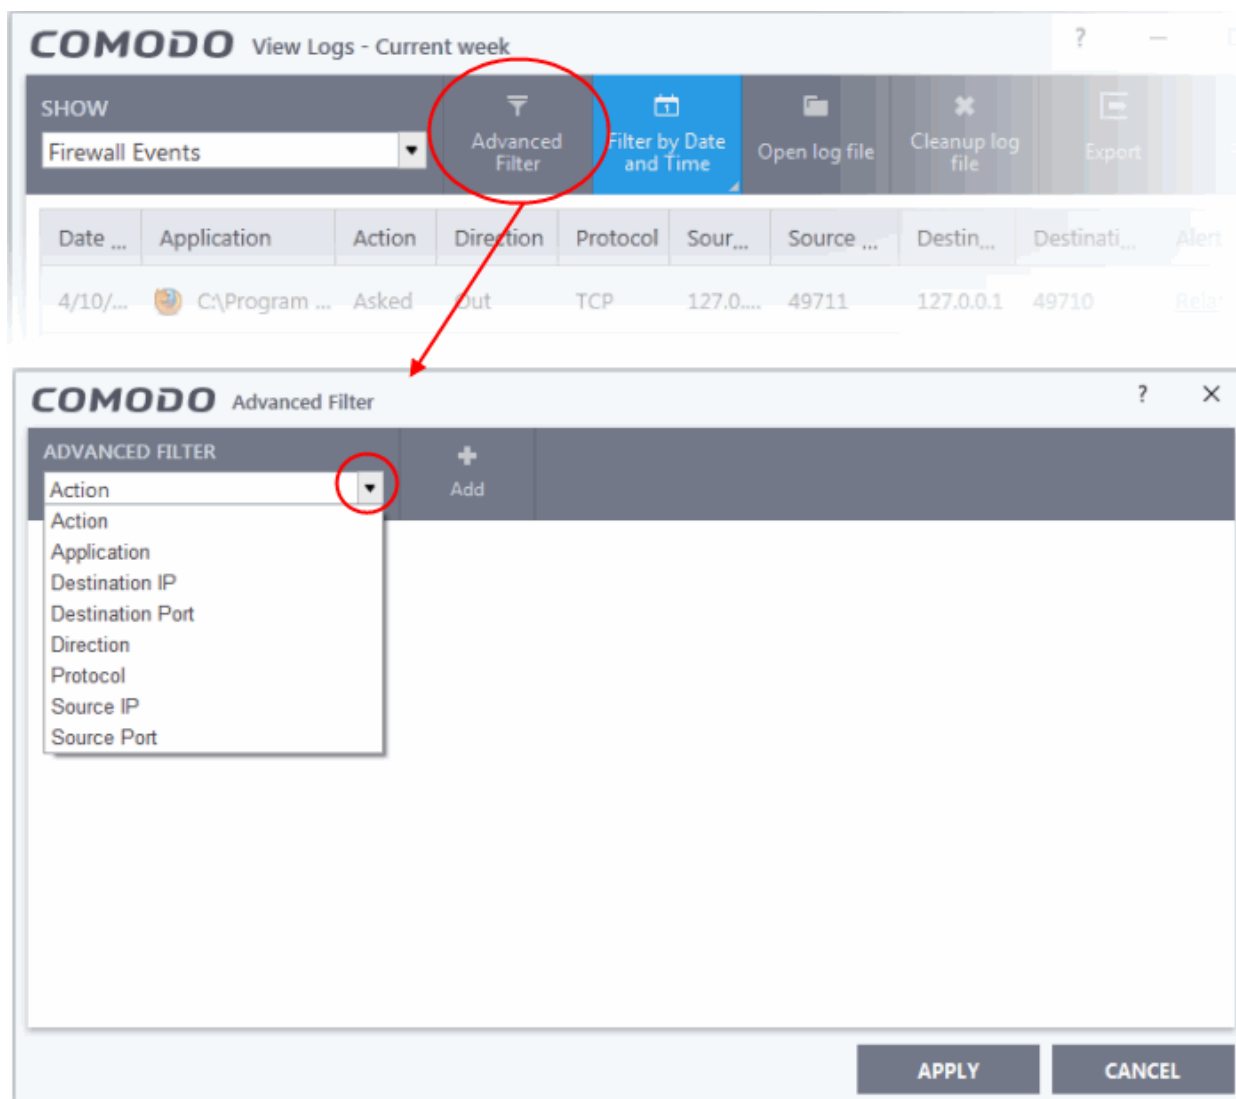 COMODO View Logs - Current week
?
SHOW
Firewall Events
Advanced
Filter
Filter by Date
and Time
Open log file
Cleanup log
file
Export
Date ... Application Action Direction Protocol Sour... Source ... Destin... Destinati... Alert
4/10/... C:\Program ... Asked Out TCP 127.0.... 49711 127.0.0.1 49710 Rela
COMODO Advanced Filter
?
ADVANCED FILTER
Action
Add
Action
Application
Destination IP
Destination Port
Direction
Protocol
Source IP
Source Port
APPLY
CANCEL